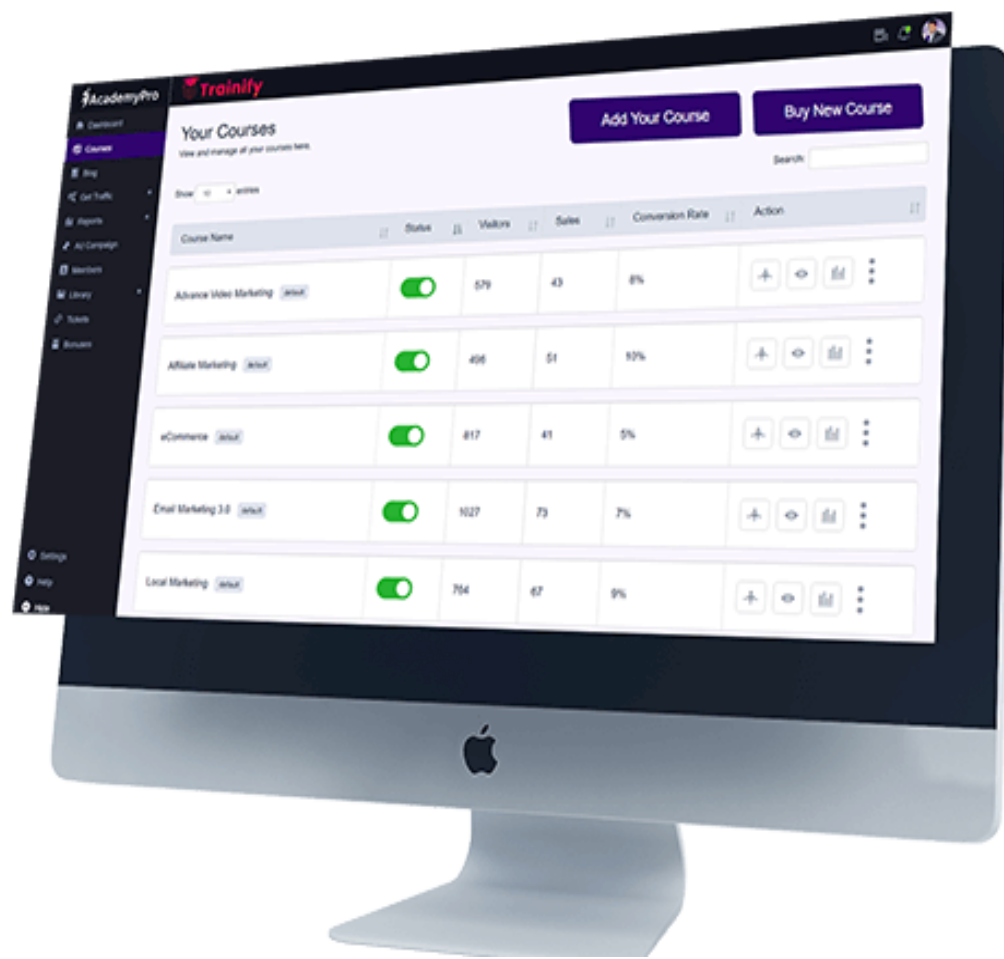 AcademyPro
Trainify
Dashboard
Courses
Blog
Get Traffic
Reports
Ad Campaign
Members
Library
Tickets
Bonuses
Settings
Help
Hide
Your Courses
View and manage all your courses here.
Add Your Course
Buy New Course
Show 10 entries
Search:
Course Name Status Visitors Sales Conversion Rate Action
Advance Video Marketing default 579 43 8%
Affiliate Marketing default 496 51 10%
eCommerce default 817 41 5%
Email Marketing 3.0 default 1027 73 7%
Local Marketing default 764 67 9%